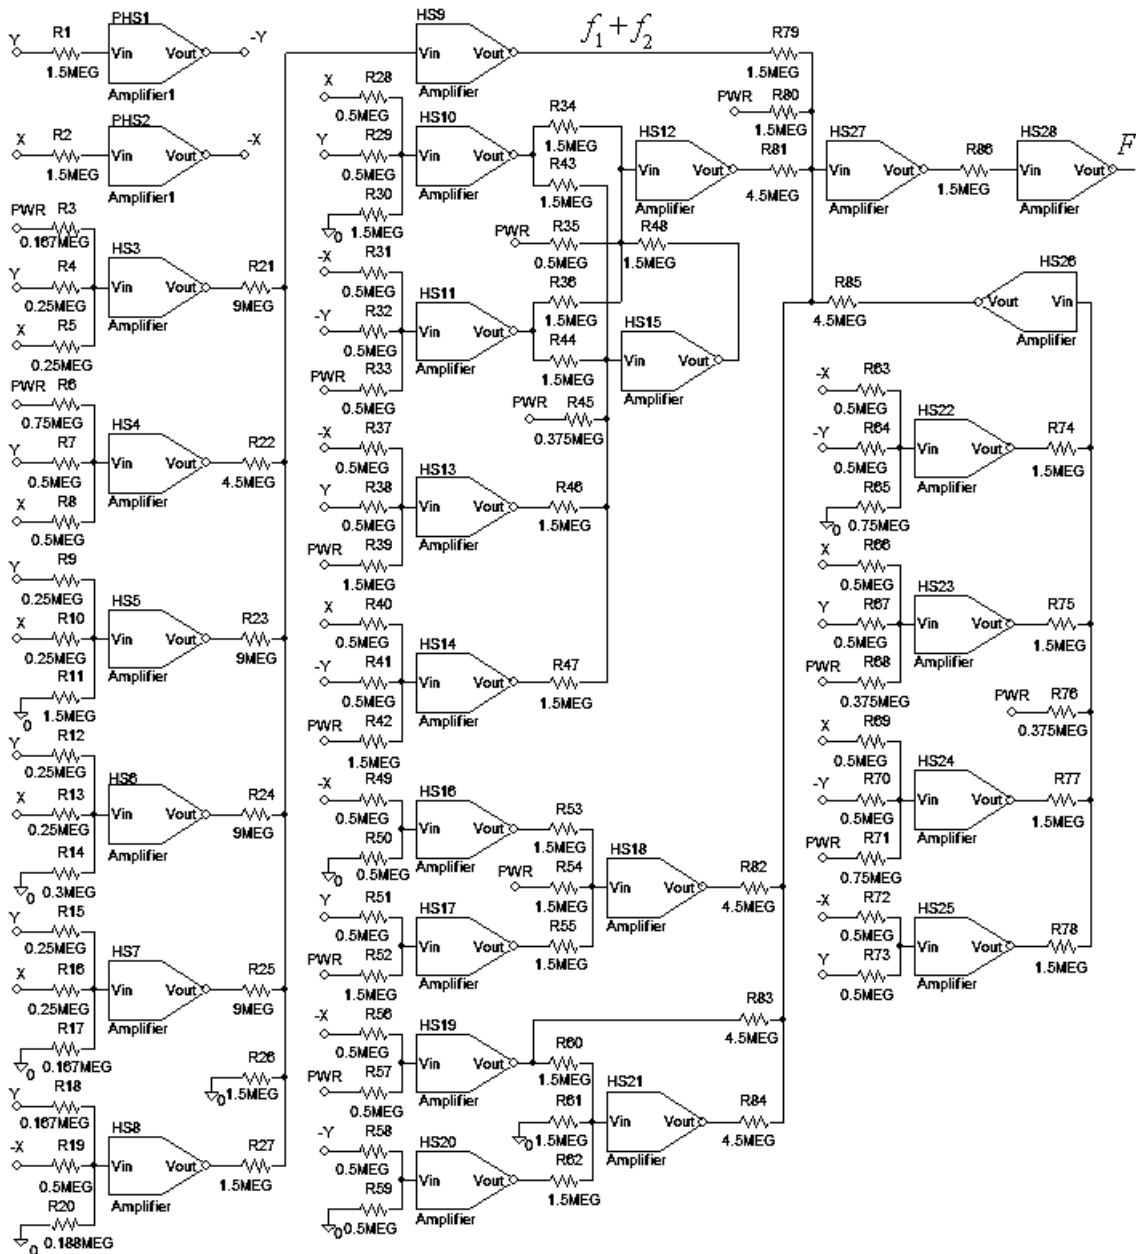 Y R1 1.5MEG PHS1 Vin Vout Amplifier1 -Y
X R2 1.5MEG PHS2 Vin Vout Amplifier1 -X
PWR R3 0.167MEG
Y R4 0.25MEG HS3 Vin Vout Amplifier R21 9MEG
X R5 0.25MEG
PWR R6 0.75MEG
Y R7 0.5MEG HS4 Vin Vout Amplifier R22 4.5MEG
X R8 0.5MEG
Y R9 0.25MEG
X R10 0.25MEG HS5 Vin Vout Amplifier R23 9MEG
R11 0 1.5MEG
Y R12 0.25MEG
X R13 0.25MEG HS6 Vin Vout Amplifier R24 9MEG
R14 0 0.3MEG
Y R15 0.25MEG
X R16 0.25MEG HS7 Vin Vout Amplifier R25 9MEG
R17 0 0.167MEG
R26 0 1.5MEG
Y R18 0.167MEG
-X R19 0.5MEG HS8 Vin Vout Amplifier R27 1.5MEG
R20 0 0.188MEG
HS9 Vin Vout Amplifier f1 + f2 R79 1.5MEG
X R28 0.5MEG
Y R29 0.5MEG HS10 Vin Vout Amplifier
R30 0 1.5MEG
R34 1.5MEG
R43 1.5MEG
HS12 Vin Vout Amplifier
PWR R80 1.5MEG
R81 4.5MEG
HS27 Vin Vout Amplifier R86 1.5MEG HS28 Vin Vout Amplifier F
PWR R35 0.5MEG R48 1.5MEG
-X R31 0.5MEG
-Y R32 0.5MEG HS11 Vin Vout Amplifier
PWR R33 0.5MEG
R36 1.5MEG
R44 1.5MEG
HS15 Vin Vout Amplifier
PWR R45 0.375MEG
R85 4.5MEG HS26 Vout Vin Amplifier
-X R37 0.5MEG
Y R38 0.5MEG HS13 Vin Vout Amplifier R46 1.5MEG
PWR R39 1.5MEG
X R40 0.5MEG
-Y R41 0.5MEG HS14 Vin Vout Amplifier R47 1.5MEG
PWR R42 1.5MEG
-X R49 0.5MEG HS16 Vin Vout Amplifier R53 1.5MEG
R50 0 0.5MEG
PWR R54 1.5MEG HS18 Vin Vout Amplifier R82 4.5MEG
Y R51 0.5MEG HS17 Vin Vout Amplifier R55 1.5MEG
PWR R52 1.5MEG
-X R56 0.5MEG HS19 Vin Vout Amplifier R83 4.5MEG
PWR R57 0.5MEG
R60 1.5MEG
R61 0 1.5MEG HS21 Vin Vout Amplifier R84 4.5MEG
-Y R58 0.5MEG HS20 Vin Vout Amplifier R62 1.5MEG
R59 0 0.5MEG
-X R63 0.5MEG
-Y R64 0.5MEG HS22 Vin Vout Amplifier R74 1.5MEG
R65 0 0.75MEG
X R66 0.5MEG
Y R67 0.5MEG HS23 Vin Vout Amplifier R75 1.5MEG
PWR R68 0.375MEG
PWR R76 0.375MEG
X R69 0.5MEG
-Y R70 0.5MEG HS24 Vin Vout Amplifier R77 1.5MEG
PWR R71 0.75MEG
-X R72 0.5MEG HS25 Vin Vout Amplifier R78 1.5MEG
Y R73 0.5MEG